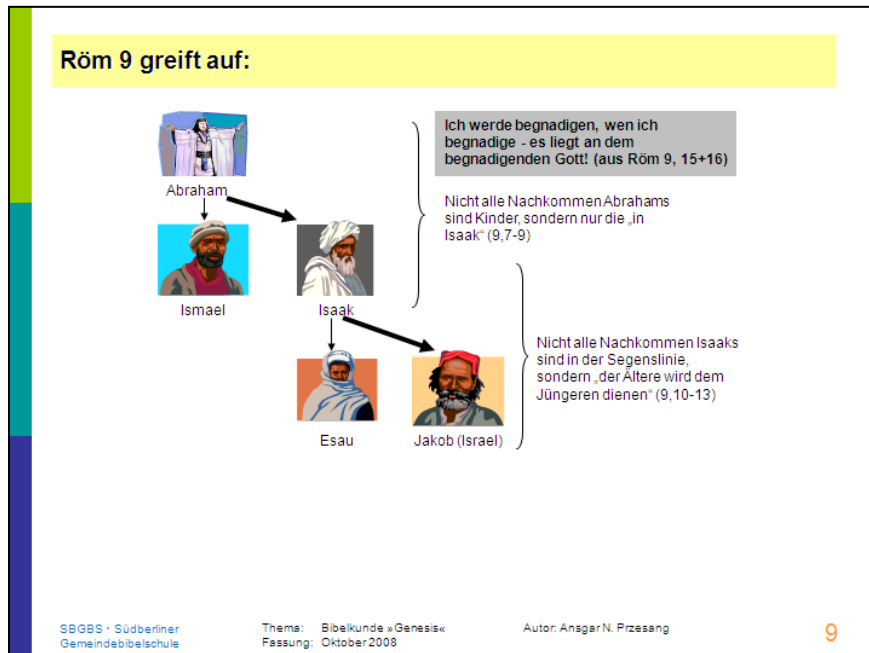 Röm 9 greift auf:
Ich werde begnadigen, wen ich
begnadige - es liegt an dem
begnadigenden Gott! (aus Röm 9, 15+16)
Abraham
Nicht alle Nachkommen Abrahams
sind Kinder, sondern nur die „in
Isaak“ (9,7-9)
Ismael
Isaak
Nicht alle Nachkommen Isaaks
sind in der Segenslinie,
sondern „der Ältere wird dem
Jüngeren dienen“ (9,10-13)
Esau
Jakob (Israel)
SBGBS · Südberliner
Gemeindebibelschule
Thema: Bibelkunde »Genesis«
Fassung: Oktober 2008
Autor: Ansgar N. Przesang
9